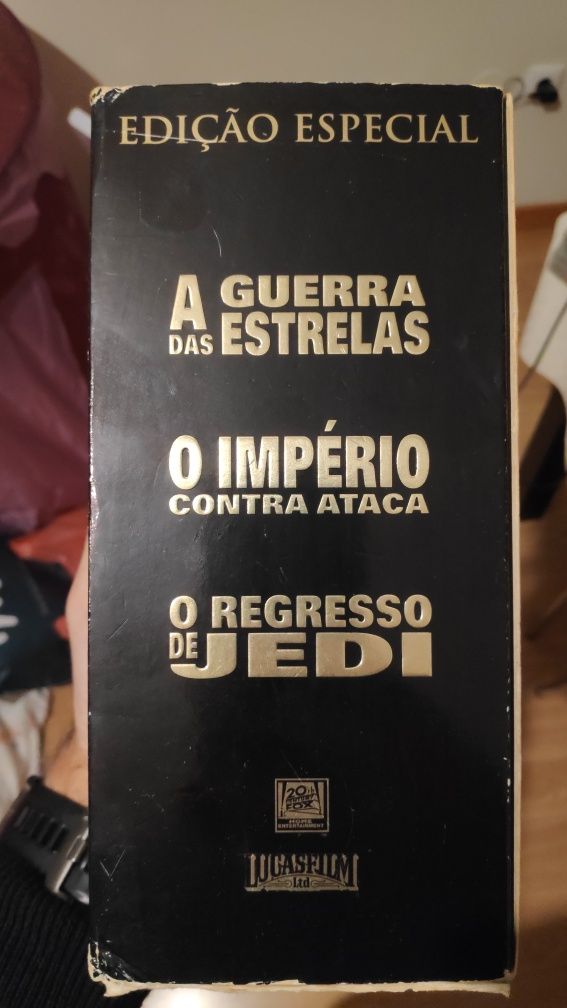 EDIÇÃO ESPECIAL
A GUERRA
DAS ESTRELAS
O IMPÉRIO
CONTRA ATACA
O REGRESSO
DE JEDI
20th
CENTURY
FOX
HOME
ENTERTAINMENT
LUCASFILM
Ltd